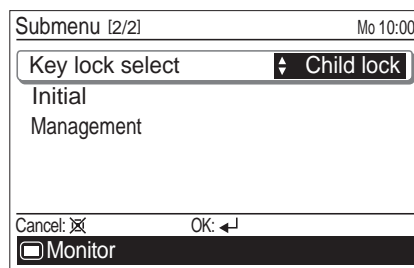 Submenu [2/2] Mo 10:00
Key lock select Child lock
Initial
Management
Cancel: OK:
Monitor